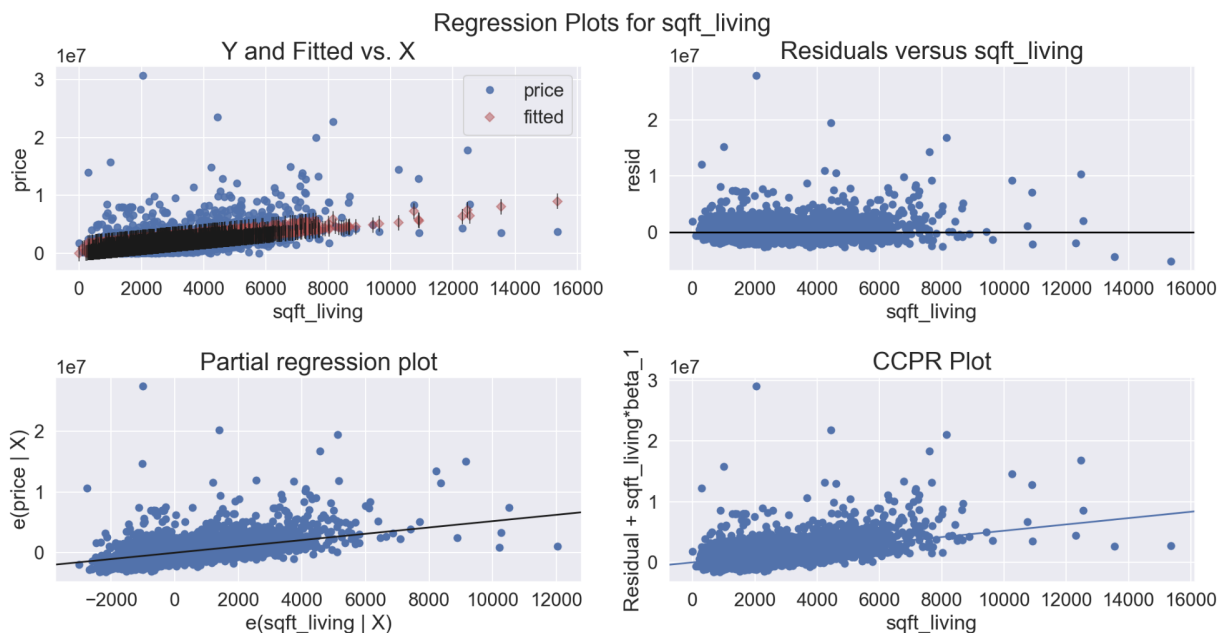 Regression Plots for sqft_living
Y and Fitted vs. X
1e7
3
2
1
0
price
price
fitted
0
2000
4000
6000
8000
10000
12000
14000
16000
sqft_living
Residuals versus sqft_living
1e7
2
1
0
resid
0
2000
4000
6000
8000
10000
12000
14000
16000
sqft_living
Partial regression plot
1e7
2
1
0
e(price | X)
−2000
0
2000
4000
6000
8000
10000
12000
e(sqft_living | X)
CCPR Plot
1e7
3
2
1
0
Residual + sqft_living*beta_1
0
2000
4000
6000
8000
10000
12000
14000
16000
sqft_living